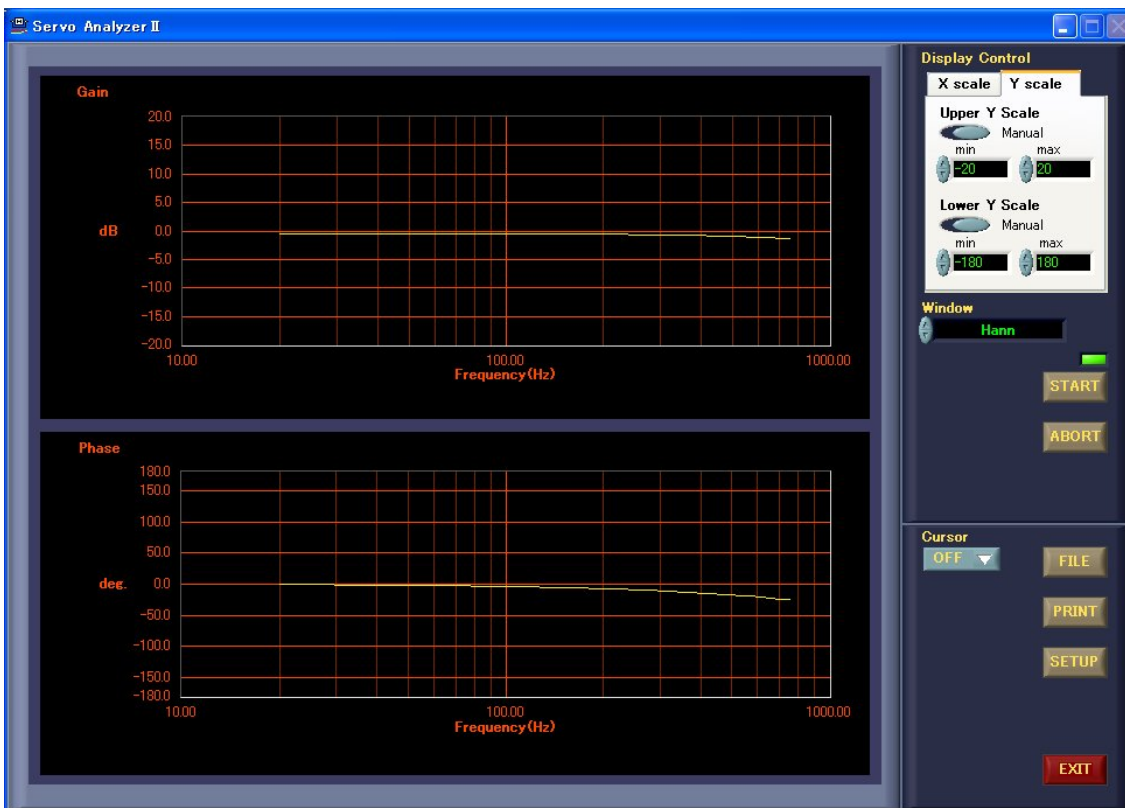 Servo Analyzer II
Gain
20.0
15.0
10.0
5.0
dB
0.0
-5.0
-10.0
-15.0
-20.0
10.00
100.00
1000.00
Frequency(Hz)
Phase
180.0
150.0
100.0
50.0
deg.
0.0
-50.0
-100.0
-150.0
-180.0
10.00
100.00
1000.00
Frequency(Hz)
Display Control
X scale
Y scale
Upper Y Scale
Manual
min
max
-20
20
Lower Y Scale
Manual
min
max
-180
180
Window
Hann
START
ABORT
Cursor
OFF
FILE
PRINT
SETUP
EXIT